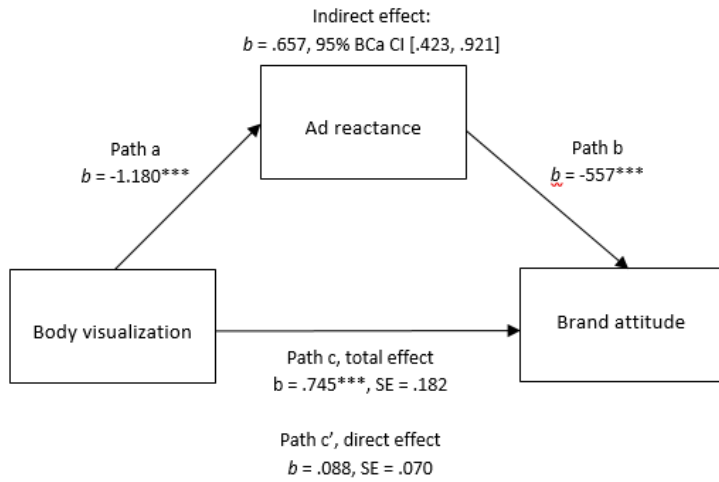 Indirect effect:
b = .657, 95% BCa CI [.423, .921]
Ad reactance
Path a
b = -1.180***
Path b
b = -557***
Body visualization
Brand attitude
Path c, total effect
b = .745***, SE = .182
Path c’, direct effect
b = .088, SE = .070